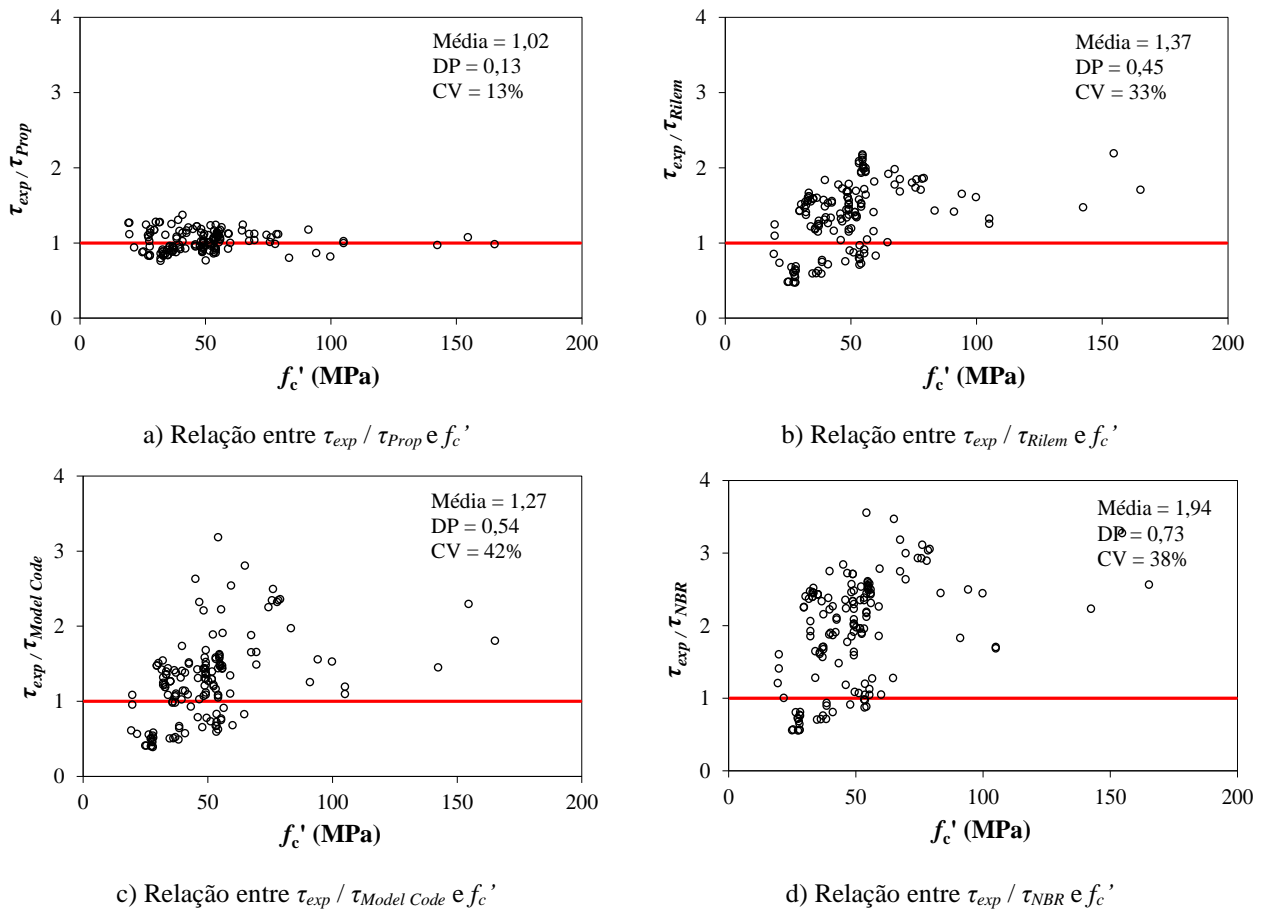 4
3
2
1
0
τexp / τProp
Média = 1,02
DP = 0,13
CV = 13%
0 50 100 150 200
fc' (MPa)
a) Relação entre τexp / τProp e fc’
4
3
2
1
0
τexp / τRilem
Média = 1,37
DP = 0,45
CV = 33%
0 50 100 150 200
fc' (MPa)
b) Relação entre τexp / τRilem e fc’
4
3
2
1
0
τexp / τModel Code
Média = 1,27
DP = 0,54
CV = 42%
0 50 100 150 200
fc' (MPa)
c) Relação entre τexp / τModel Code e fc’
4
3
2
1
0
τexp / τNBR
Média = 1,94
DP = 0,73
CV = 38%
0 50 100 150 200
fc' (MPa)
d) Relação entre τexp / τNBR e fc’